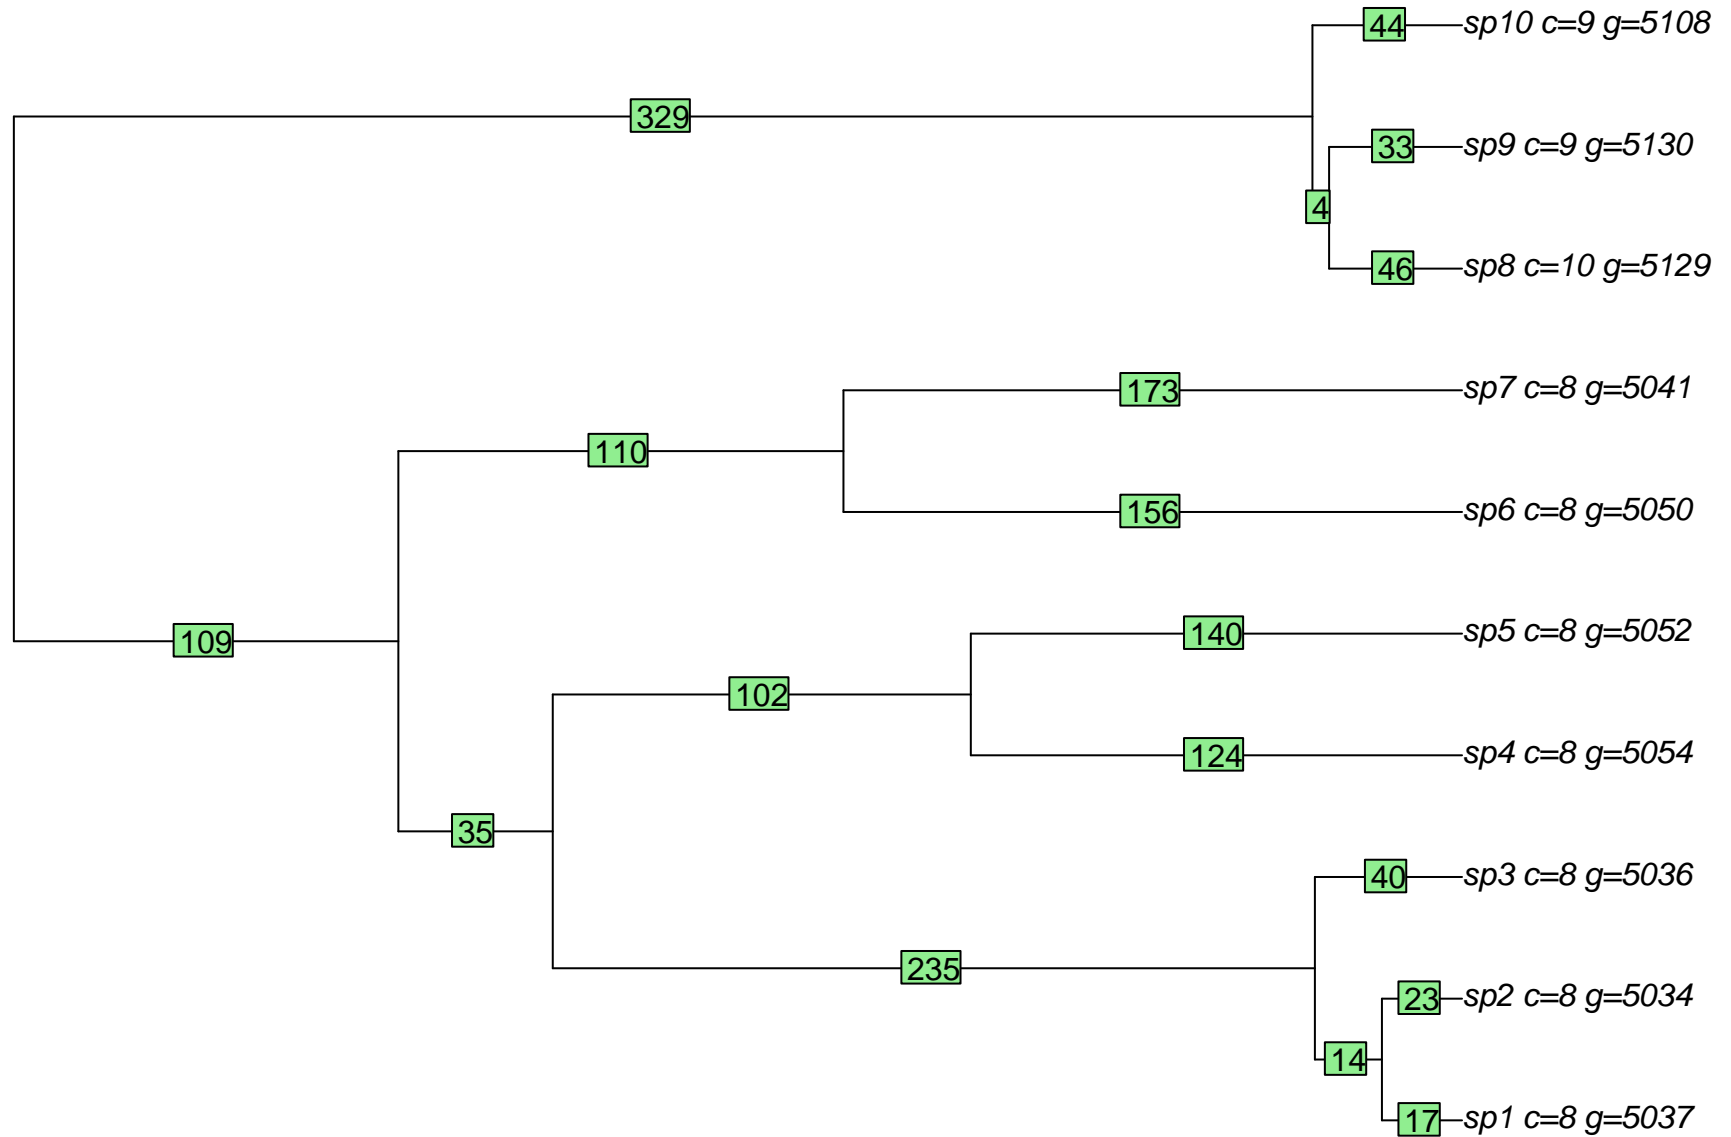 44 sp10 c=9 g=5108
329
33 sp9 c=9 g=5130
4
46 sp8 c=10 g=5129
173 sp7 c=8 g=5041
110
156 sp6 c=8 g=5050
140 sp5 c=8 g=5052
109
102
124 sp4 c=8 g=5054
35
40 sp3 c=8 g=5036
235
23 sp2 c=8 g=5034
14
17 sp1 c=8 g=5037